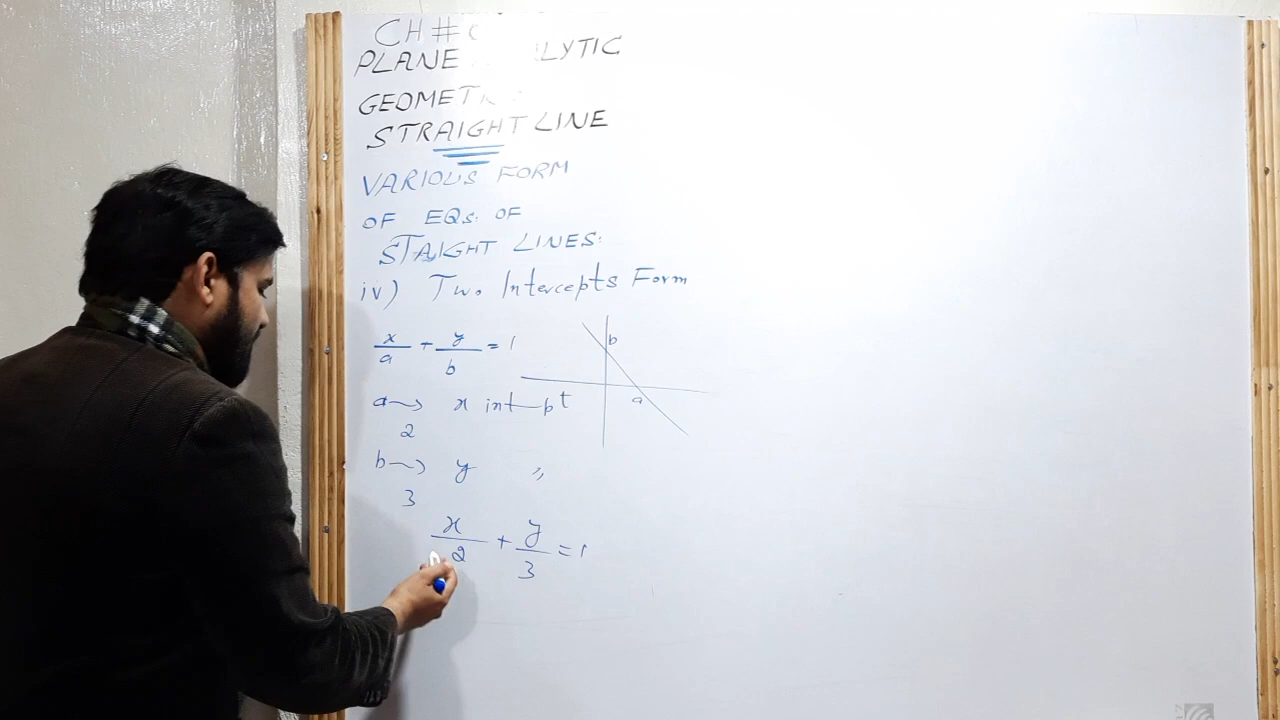 CH #
PLANE LYTIC
GEOMET
STRAIGHT LINE
VARIOUS FORM
OF EQs. OF
STAIGHT LINES:
iv) Two Intercepts Form
x/a + y/b = 1
b
a
a → x int—pt
2
b → y 〃
3
x/2 + y/3 = 1